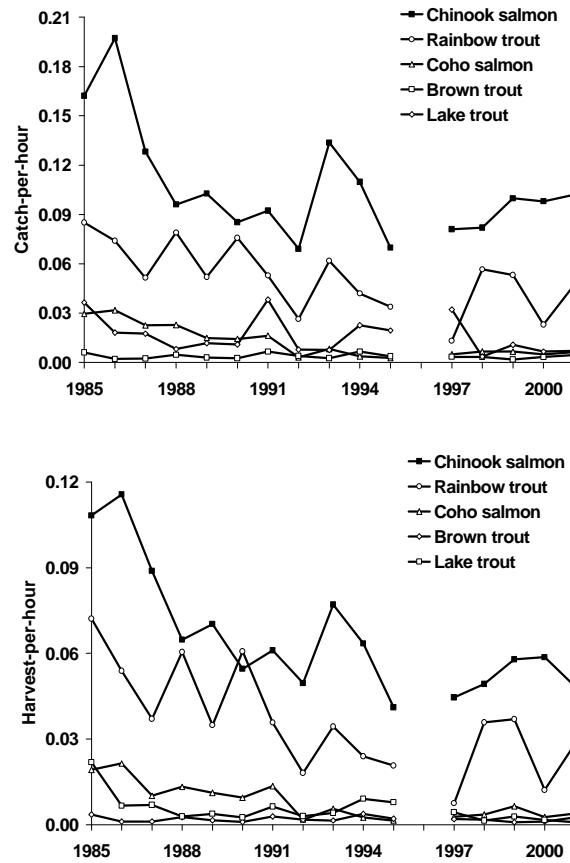 0.21
0.18
0.15
0.12
0.09
0.06
0.03
0.00
Catch-per-hour
Chinook salmon
Rainbow trout
Coho salmon
Brown trout
Lake trout
1985 1988 1991 1994 1997 2000
0.12
0.09
0.06
0.03
0.00
Harvest-per-hour
Chinook salmon
Rainbow trout
Coho salmon
Brown trout
Lake trout
1985 1988 1991 1994 1997 2000